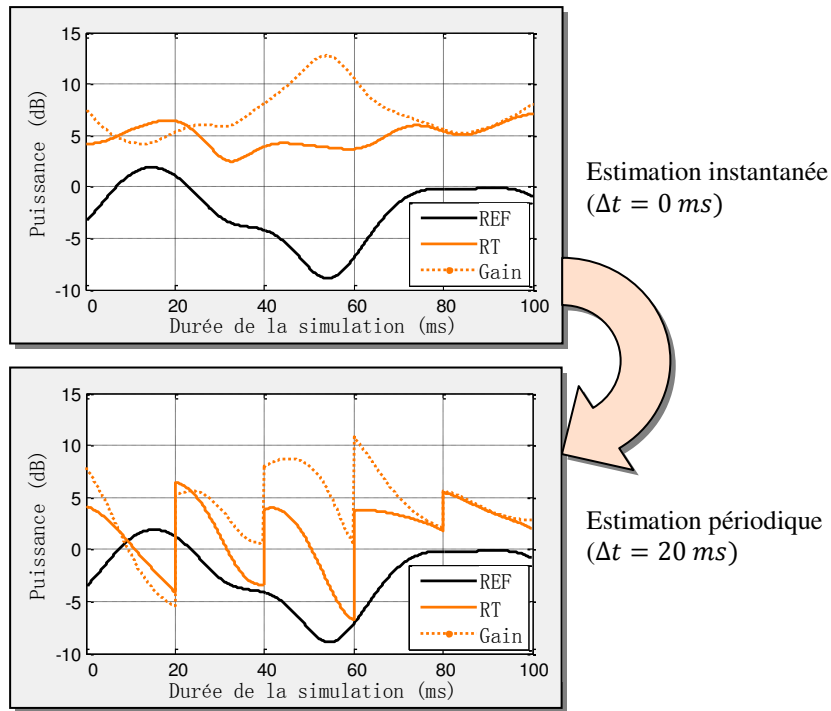 15
10
5
0
-5
-10
Puissance (dB)
0 20 40 60 80 100
Durée de la simulation (ms)
REF
RT
Gain
Estimation instantanée
(Δt = 0 ms)
15
10
5
0
-5
-10
Puissance (dB)
0 20 40 60 80 100
Durée de la simulation (ms)
REF
RT
Gain
Estimation périodique
(Δt = 20 ms)